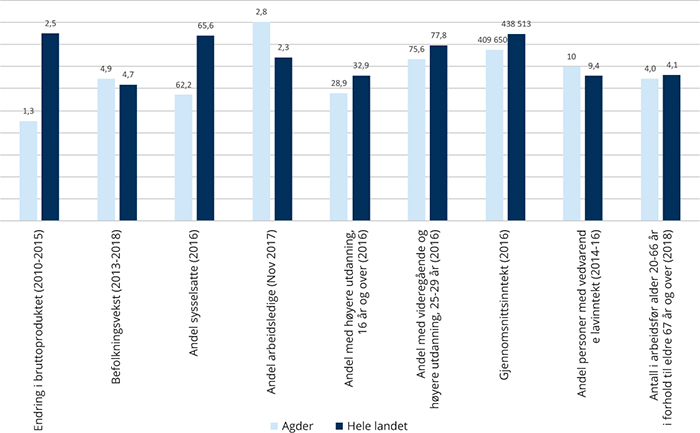 1,3
2,5
4,9
4,7
62,2
65,6
2,8
2,3
28,9
32,9
75,6
77,8
409 650
438 513
10
9,4
4,0
4,1
Endring i bruttoproduktet (2010-2015)
Befolkningsvekst (2013-2018)
Andel sysselsatte (2016)
Andel arbeidsledige (Nov 2017)
Andel med høyere utdanning,
16 år og over (2016)
Andel med videregående og
høyere utdanning, 25-29 år (2016)
Gjennomsnittsinntekt (2016)
Andel personer med vedvarend
e lavinntekt (2014-16)
Antall i arbeidsfør alder 20-66 år
i forhold til eldre 67 år og over (2018)
Agder
Hele landet